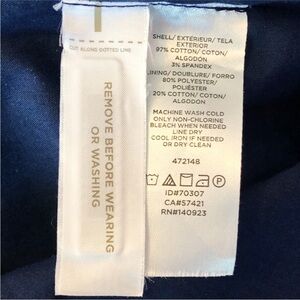 CUT ALONG DOTTED LINE
REMOVE BEFORE WEARING
OR WASHING
SHELL/EXTÉRIEUR/TELA
EXTERIOR
97% COTTON/COTON/
ALGODON
3% SPANDEX
LINING/DOUBLURE/FORRO
80% POLYESTER/
POLIÉSTER
20% COTTON/COTON/
ALGODON
MACHINE WASH COLD
ONLY NON-CHLORINE
BLEACH WHEN NEEDED
LINE DRY
COOL IRON IF NEEDED
OR DRY CLEAN
472148
ID#70307
CA#57421
RN#140923